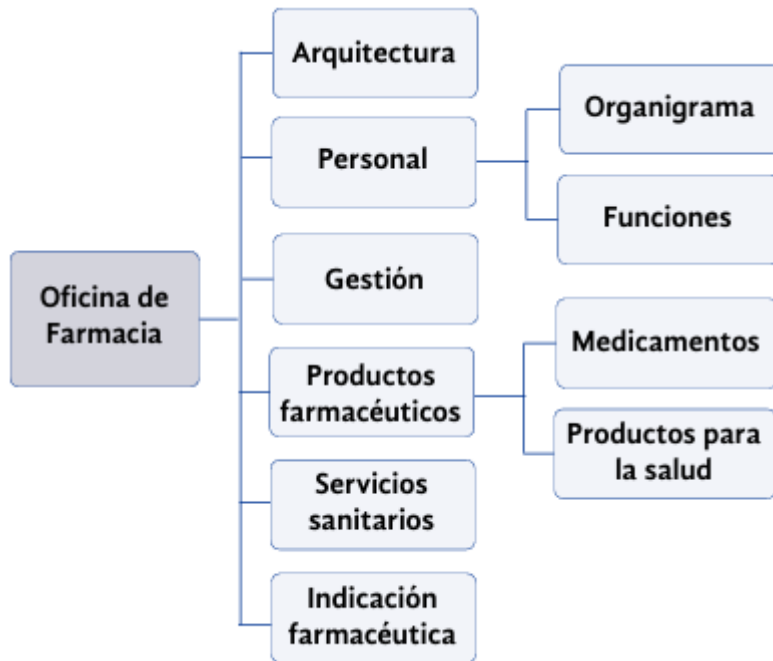 Arquitectura
Organigrama
Personal
Funciones
Gestión
Oficina de
Farmacia
Medicamentos
Productos
farmacéuticos
Productos para
la salud
Servicios
sanitarios
Indicación
farmacéutica